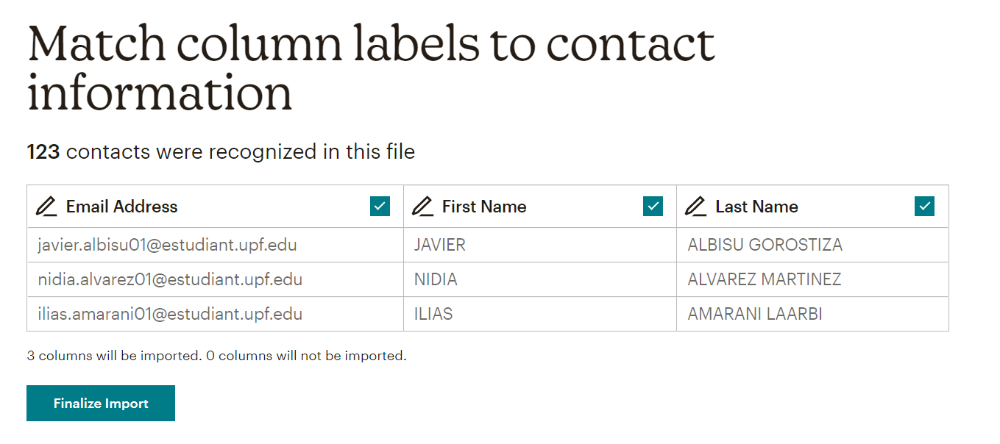 Match column labels to contact
information
123 contacts were recognized in this file
Email Address First Name Last Name
javier.albisu01@estudiant.upf.edu JAVIER ALBISU GOROSTIZA
nidia.alvarez01@estudiant.upf.edu NIDIA ALVAREZ MARTINEZ
ilias.amarani01@estudiant.upf.edu ILIAS AMARANI LAARBI
3 columns will be imported. 0 columns will not be imported.
Finalize Import